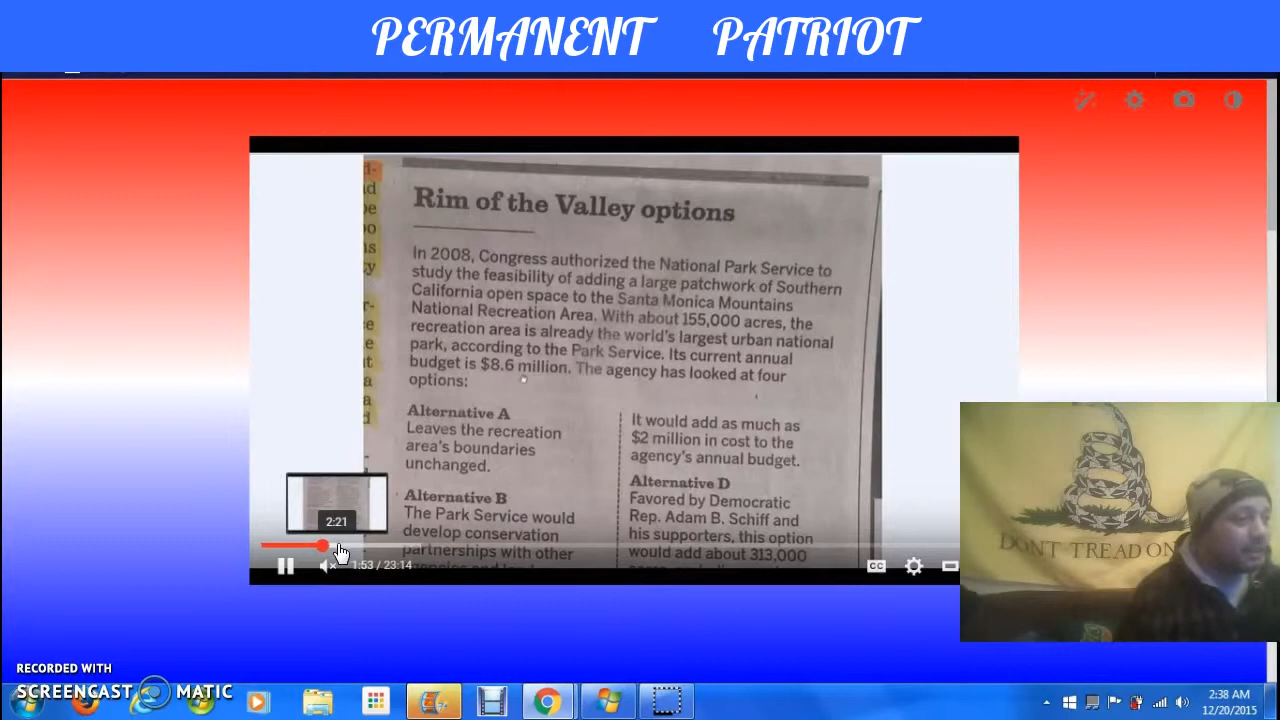 PERMANENT PATRIOT
Rim of the Valley options
In 2008, Congress authorized the National Park Service to
study the feasibility of adding a large patchwork of Southern
California open space to the Santa Monica Mountains
National Recreation Area. With about 155,000 acres, the
recreation area is already the world's largest urban national
park, according to the Park Service. Its current annual
budget is $8.6 million. The agency has looked at four
options:
Alternative A
Leaves the recreation
area's boundaries
unchanged.
Alternative B
The Park Service would
develop conservation
partnerships with other
It would add as much as
$2 million in cost to the
agency's annual budget.
Alternative D
Favored by Democratic
Rep. Adam B. Schiff and
his supporters, this option
would add about 313,000
2:21
1:53 / 23:14
CC
DONT TREAD ON
RECORDED WITH
SCREENCAST MATIC
2:38 AM
12/20/2015